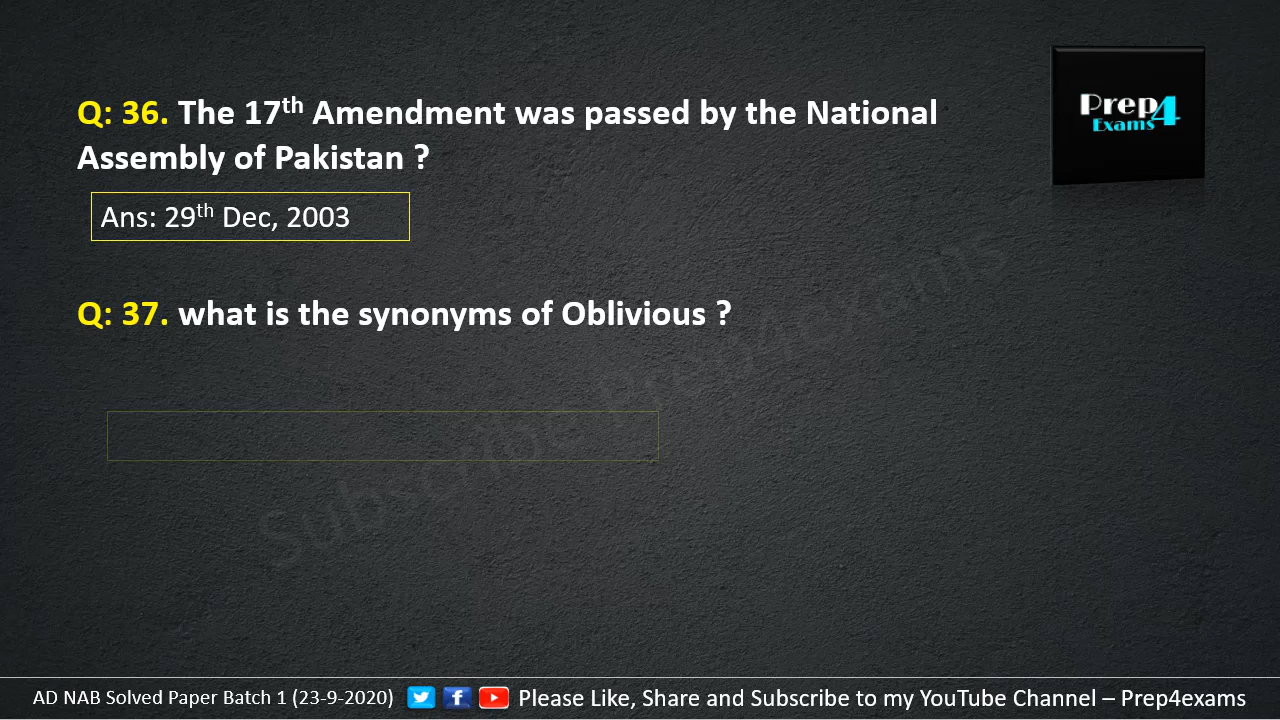 Prep4
Exams
Q: 36. The 17th Amendment was passed by the National
Assembly of Pakistan ?
Ans: 29th Dec, 2003
Q: 37. what is the synonyms of Oblivious ?
Subscribe Prep4exams
AD NAB Solved Paper Batch 1 (23-9-2020) Please Like, Share and Subscribe to my YouTube Channel – Prep4exams